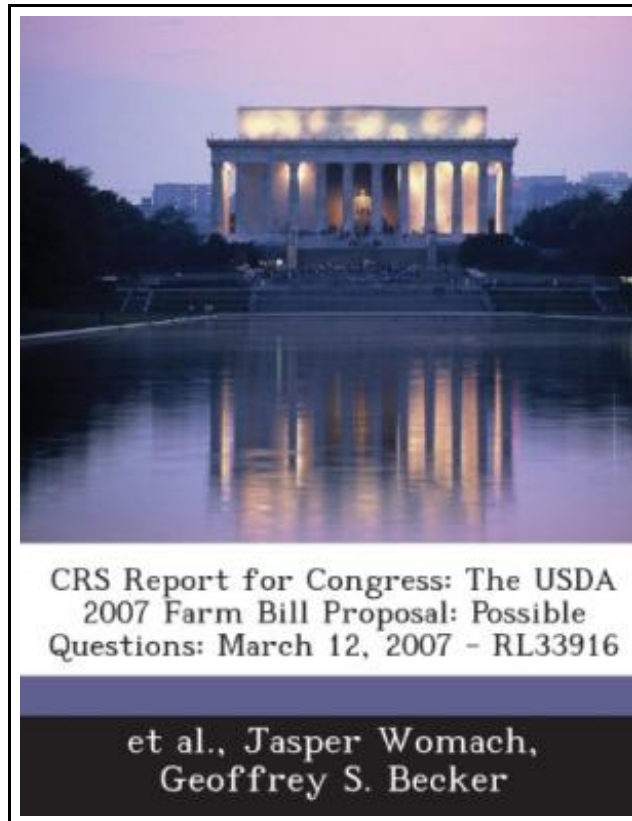 CRS Report for Congress: The USDA
2007 Farm Bill Proposal: Possible
Questions: March 12, 2007 - RL33916
et al., Jasper Womach,
Geoffrey S. Becker